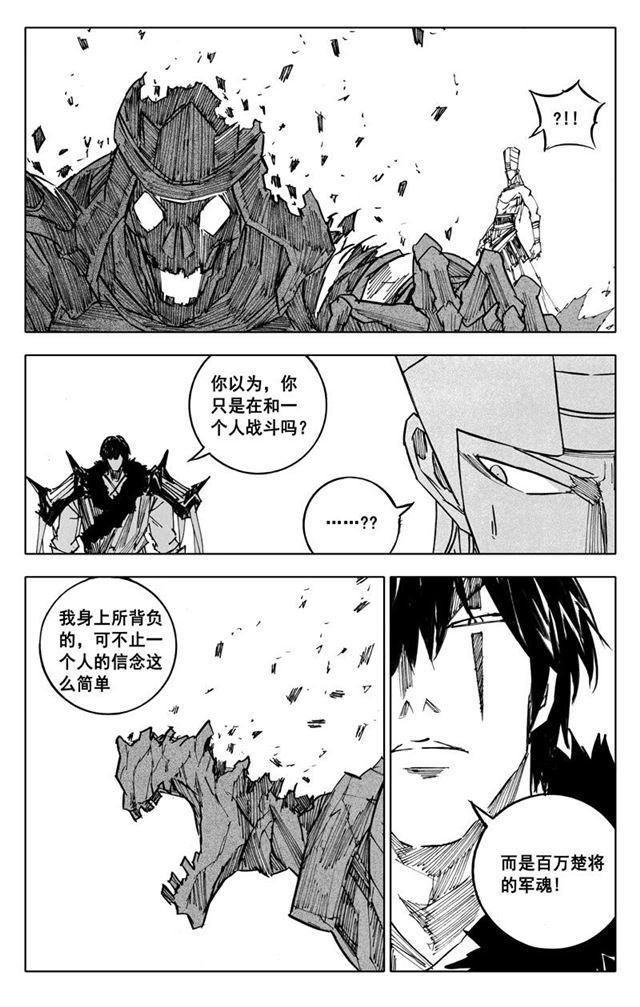 ?!!
你以为，你
只是在和一
个人战斗吗？
……??
我身上所背负
的，可不止一
个人的信念这
么简单
而是百万楚将
的军魂！